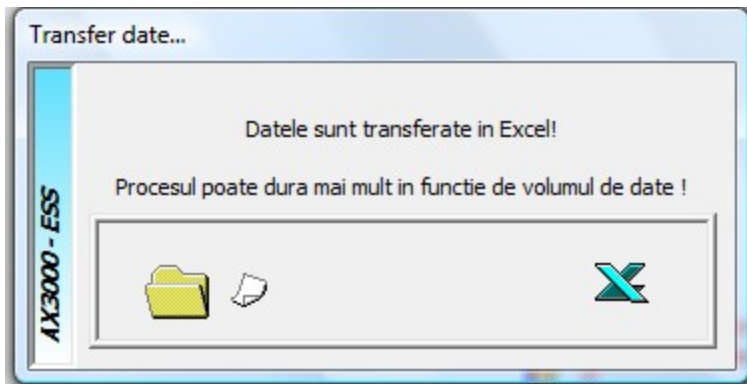 Transfer date...
Datele sunt transferate in Excel!
Procesul poate dura mai mult in functie de volumul de date !
AX3000 - ESS